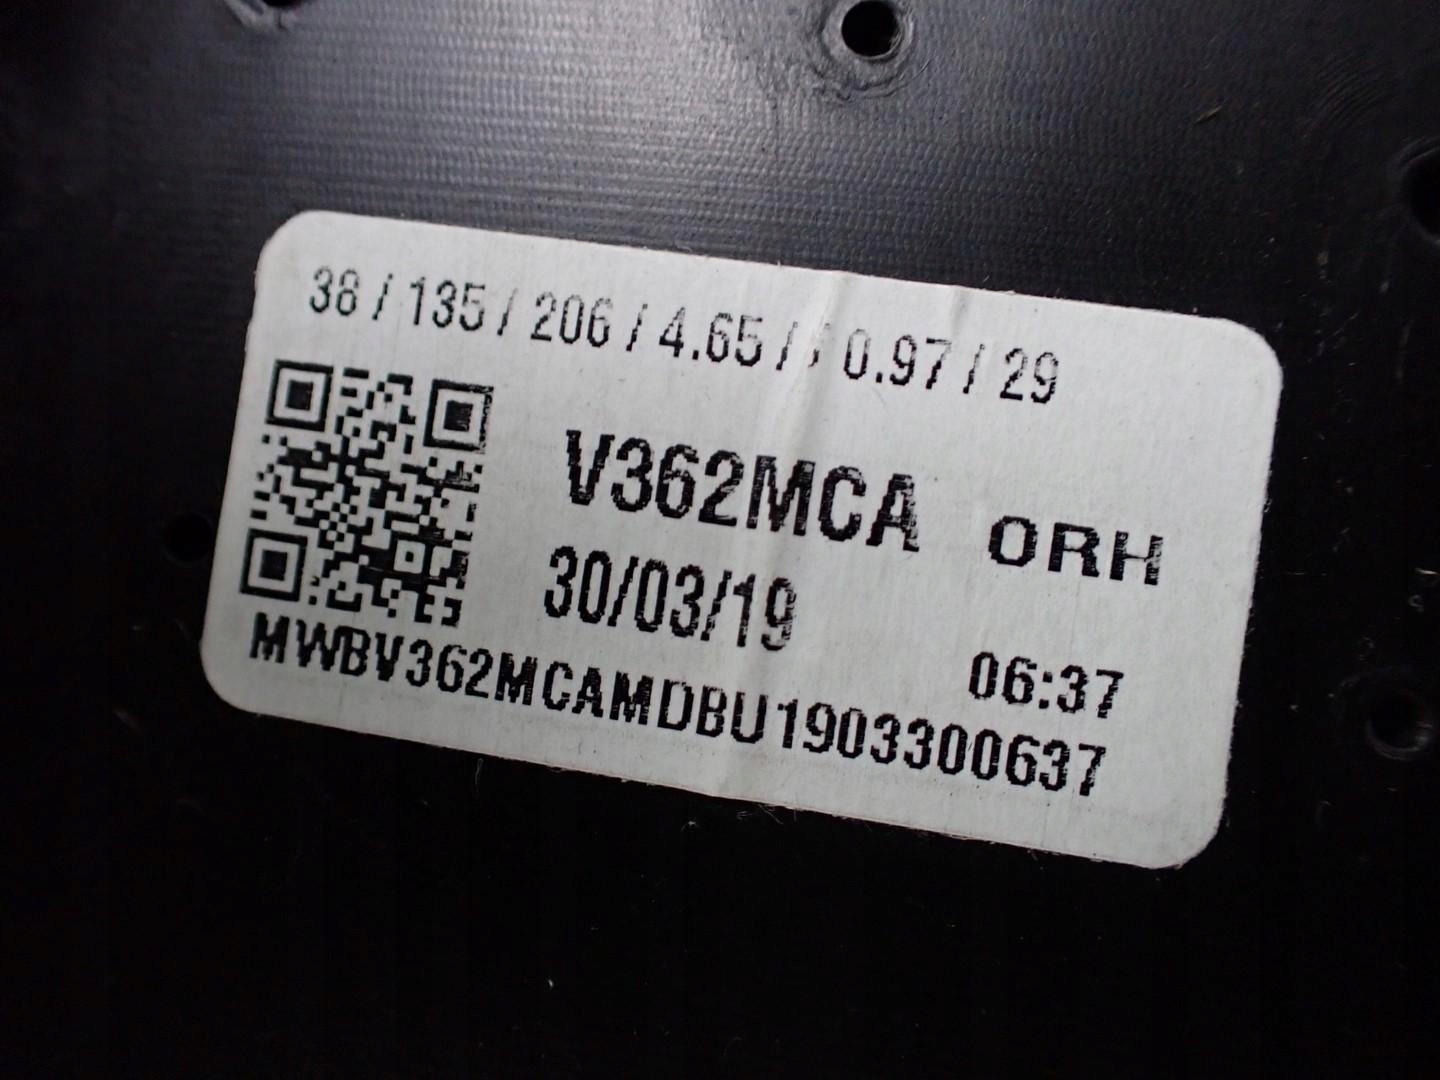 38 / 135 / 206 / 4.65 / / 0.97 / 29
V362MCA ORH
30/03/19
06:37
MWBV362MCAMDBU1903300637